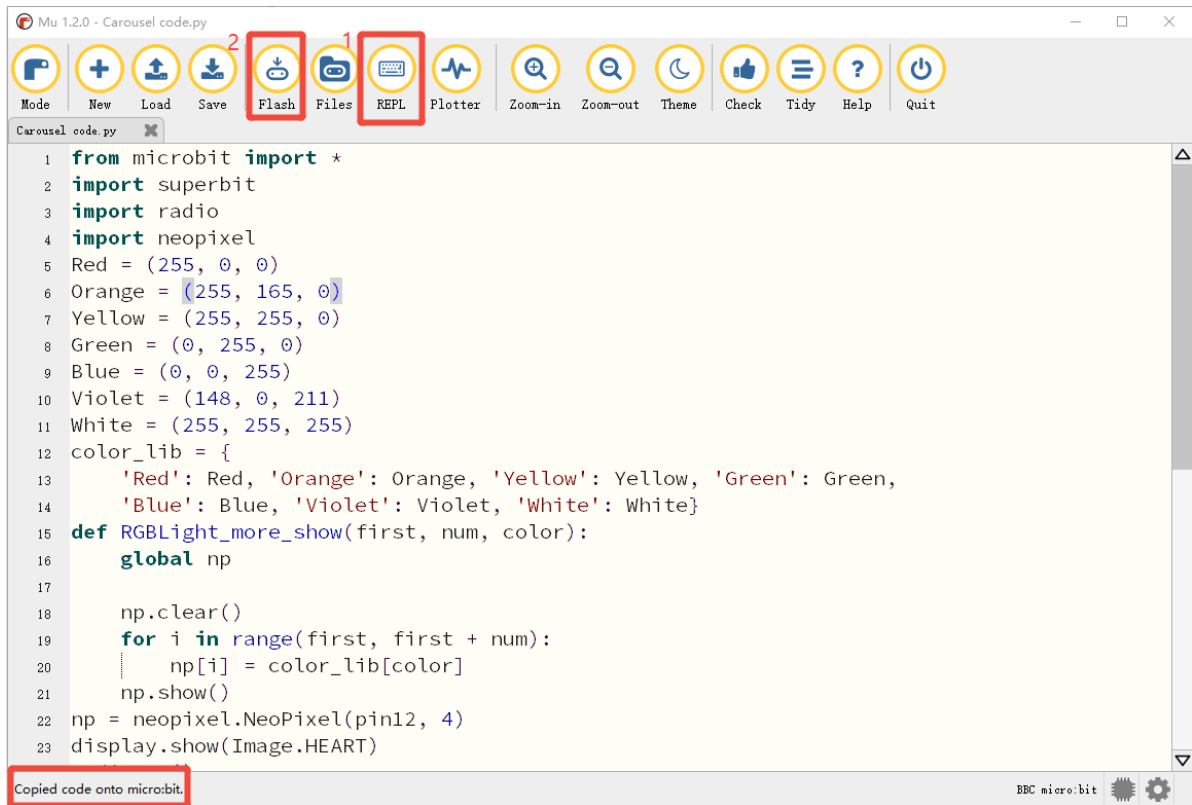 Mu 1.2.0 - Carousel code.py
2 1
Mode New Load Save Flash Files REPL Plotter Zoom-in Zoom-out Theme Check Tidy Help Quit
Carousel code.py
1 from microbit import *
2 import superbit
3 import radio
4 import neopixel
5 Red = (255, 0, 0)
6 Orange = (255, 165, 0)
7 Yellow = (255, 255, 0)
8 Green = (0, 255, 0)
9 Blue = (0, 0, 255)
10 Violet = (148, 0, 211)
11 White = (255, 255, 255)
12 color_lib = {
13 'Red': Red, 'Orange': Orange, 'Yellow': Yellow, 'Green': Green,
14 'Blue': Blue, 'Violet': Violet, 'White': White}
15 def RGBLight_more_show(first, num, color):
16 global np
17
18 np.clear()
19 for i in range(first, first + num):
20 np[i] = color_lib[color]
21 np.show()
22 np = neopixel.NeoPixel(pin12, 4)
23 display.show(Image.HEART)
Copied code onto micro:bit. BBC micro:bit